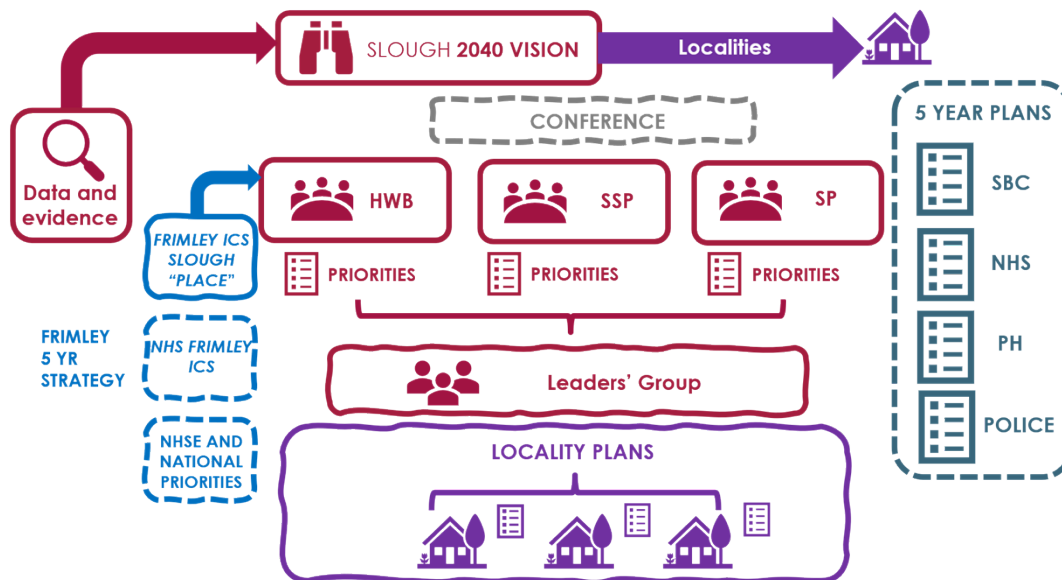 SLOUGH 2040 VISION
Localities
CONFERENCE
5 YEAR PLANS
Data and
evidence
HWB
SSP
SP
SBC
FRIMLEY ICS
SLOUGH
“PLACE”
PRIORITIES
PRIORITIES
PRIORITIES
NHS
FRIMLEY
5 YR
STRATEGY
NHS FRIMLEY
ICS
PH
Leaders’ Group
POLICE
NHSE AND
NATIONAL
PRIORITIES
LOCALITY PLANS